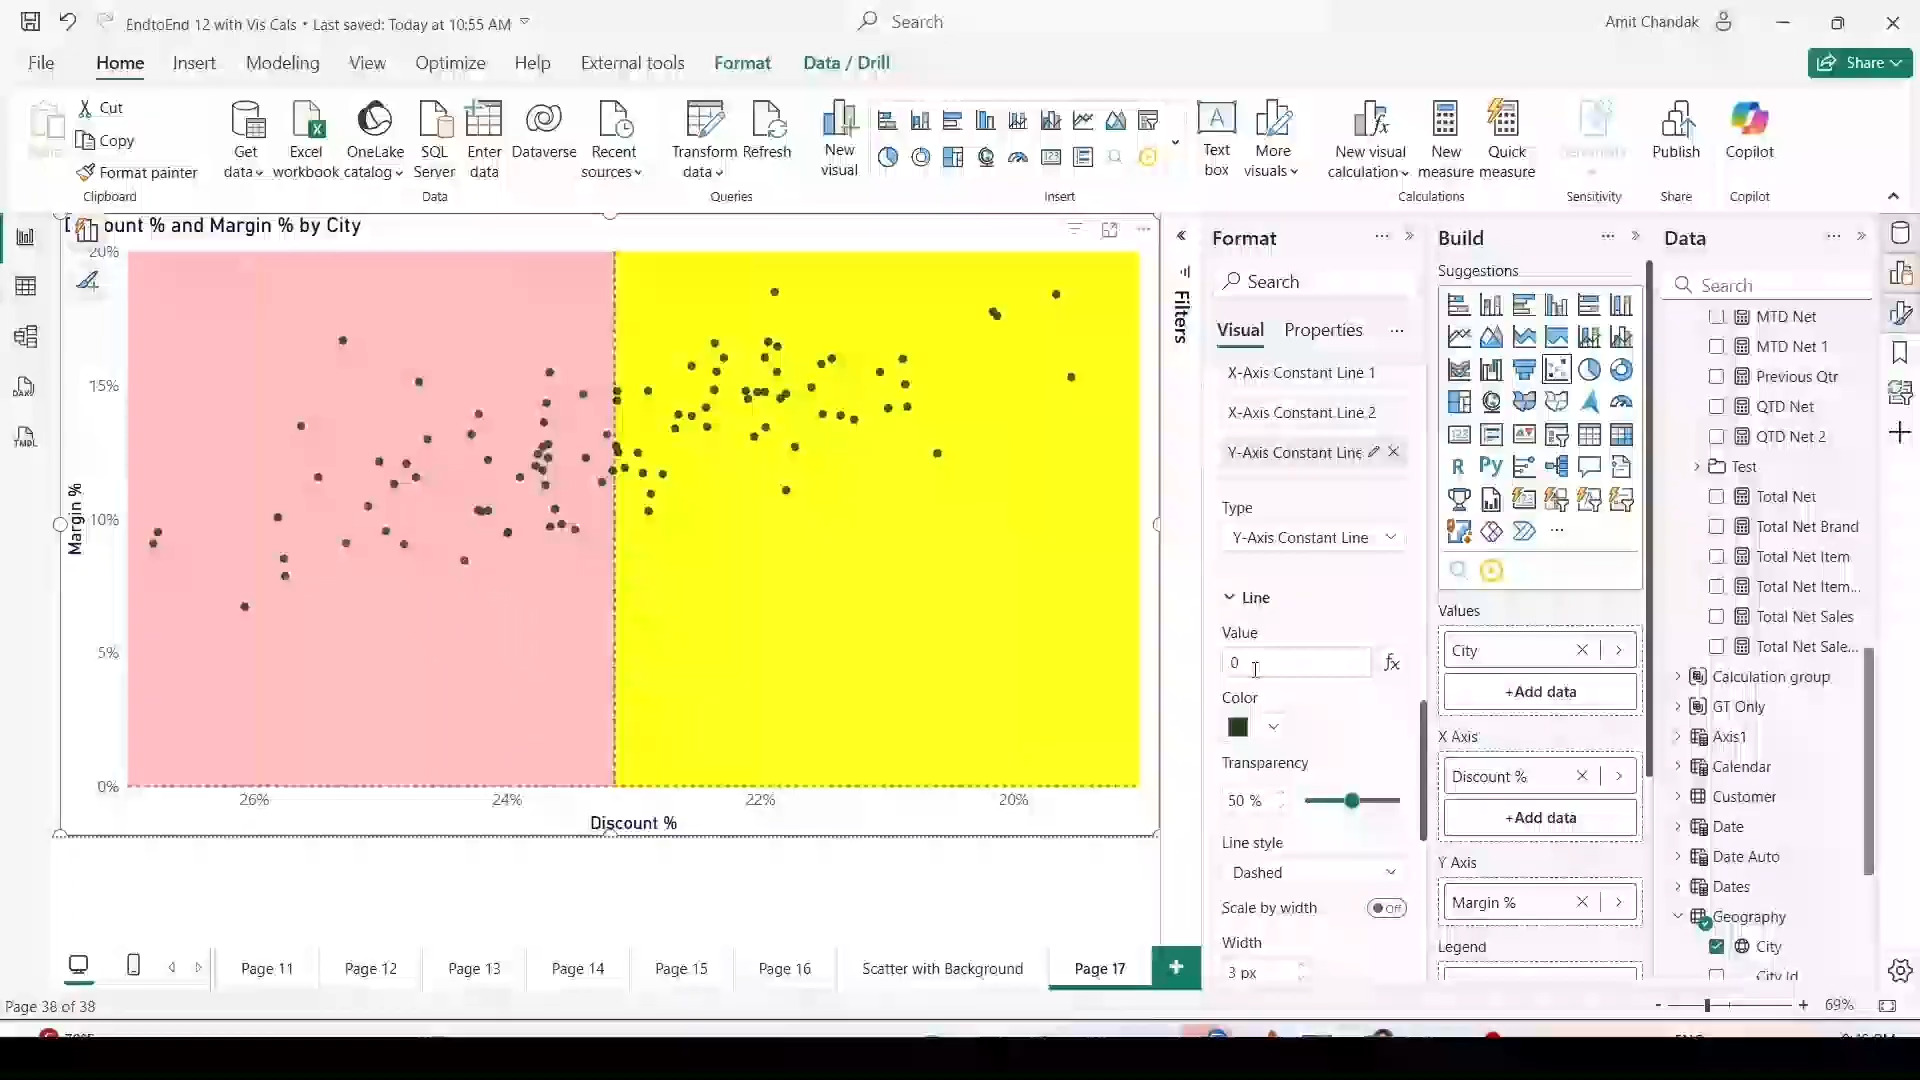 EndtoEnd 12 with Vis Cals • Last saved: Today at 10:55 AM
Search
Amit Chandak
File
Home
Insert
Modeling
View
Optimize
Help
External tools
Format
Data / Drill
Share
Cut
Copy
Format painter
Clipboard
Get data
Excel workbook
OneLake catalog
SQL Server
Enter data
Dataverse
Recent sources
Data
Transform data
Refresh
Queries
New visual
Text box
More visuals
Insert
New visual calculation
New measure
Quick measure
Calculations
Sensitivity
Sensitivity
Publish
Share
Copilot
Copilot
ount % and Margin % by City
20%
15%
10%
5%
0%
Margin %
26%
24%
22%
20%
Discount %
Filters
Format
Search
Visual
Properties
X-Axis Constant Line 1
X-Axis Constant Line 2
Y-Axis Constant Line
Type
Y-Axis Constant Line
Line
Value
0
fx
Color
Transparency
50 %
Off
Line style
Dashed
Scale by width
Width
3 px
Build
Suggestions
R
Py
123
Values
City
+Add data
X Axis
Discount %
+Add data
Y Axis
Margin %
Legend
Data
Search
MTD Net
MTD Net 1
Previous Qtr
QTD Net
QTD Net 2
Test
Total Net
Total Net Brand
Total Net Item
Total Net Item...
Total Net Sales
Total Net Sale...
Calculation group
GT Only
Axis1
Calendar
Customer
Date
Date Auto
Dates
Geography
City
City Id
DAX
TMDL
Page 11
Page 12
Page 13
Page 14
Page 15
Page 16
Scatter with Background
Page 17
Page 38 of 38
69%